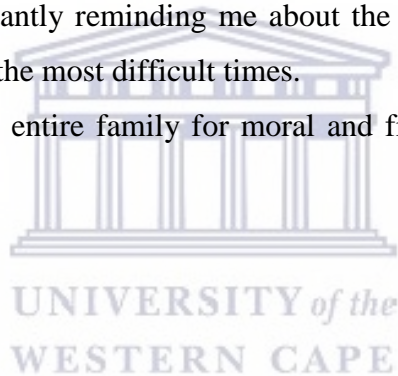 antly reminding me about the
the most difficult times.
entire family for moral and f
UNIVERSITY of the
WESTERN CAPE